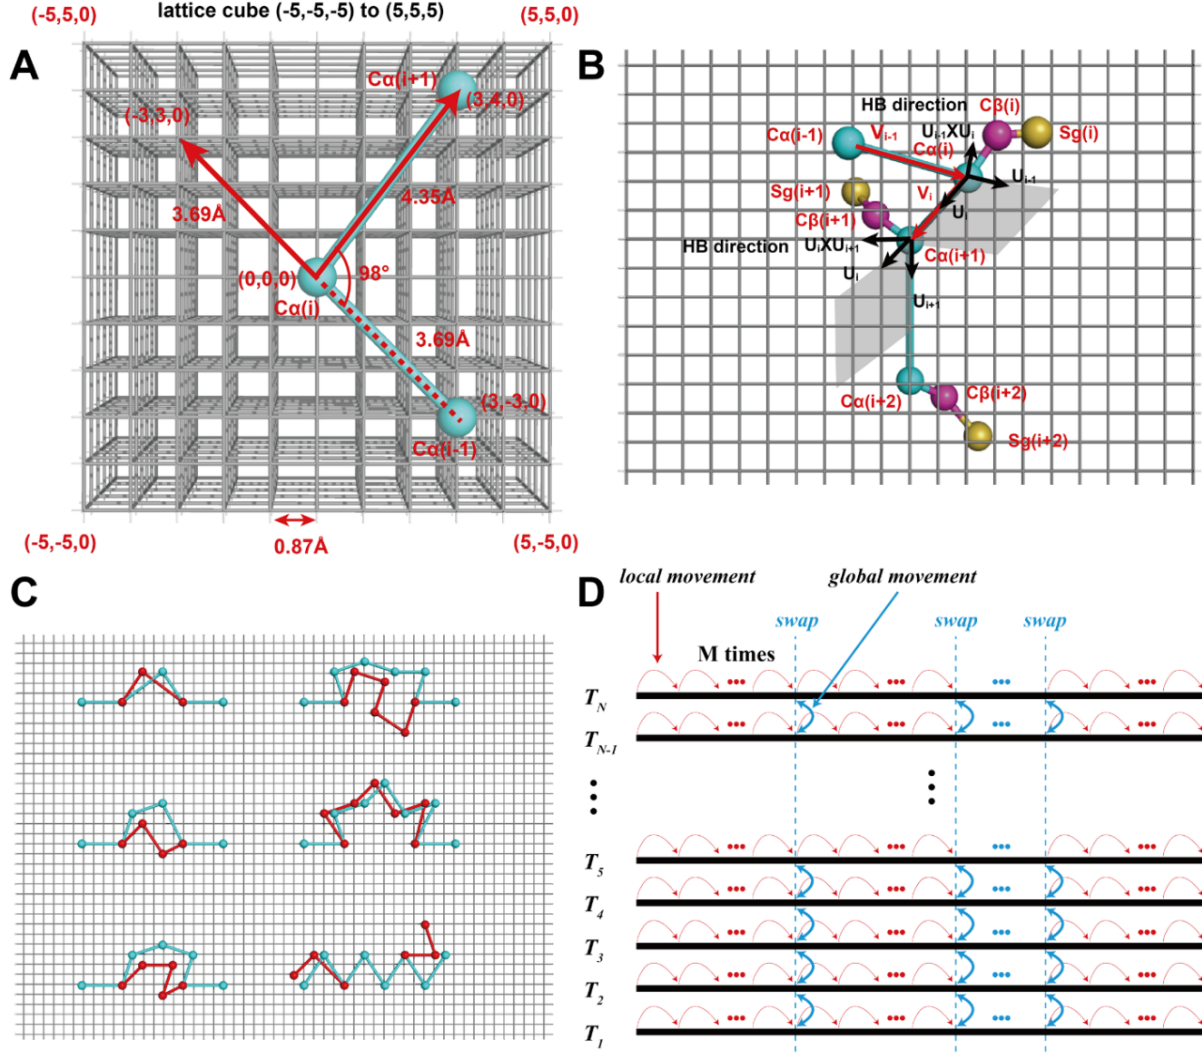 lattice cube (-5,-5,-5) to (5,5,5)
(-5,5,0)
(5,5,0)
A
Cα(i+1)
(3,4,0)
(-3,3,0)
4.35Å
3.69Å
98°
(0,0,0)
Cα(i)
3.69Å
(3,-3,0)
Cα(i-1)
(-5,-5,0)
(5,-5,0)
0.87Å
B
HB direction
Cβ(i)
Sg(i)
Cα(i-1)
Vi-1
Ui-1XUi
Cα(i)
Ui-1
Sg(i+1)
Vi
Ui
Cβ(i+1)
HB direction
UiXUi+1
Cα(i+1)
Ui
Ui+1
Cα(i+2)
Cβ(i+2)
Sg(i+2)
C
D
local movement
global movement
swap
swap
swap
M times
TN
TN-1
T5
T4
T3
T2
T1